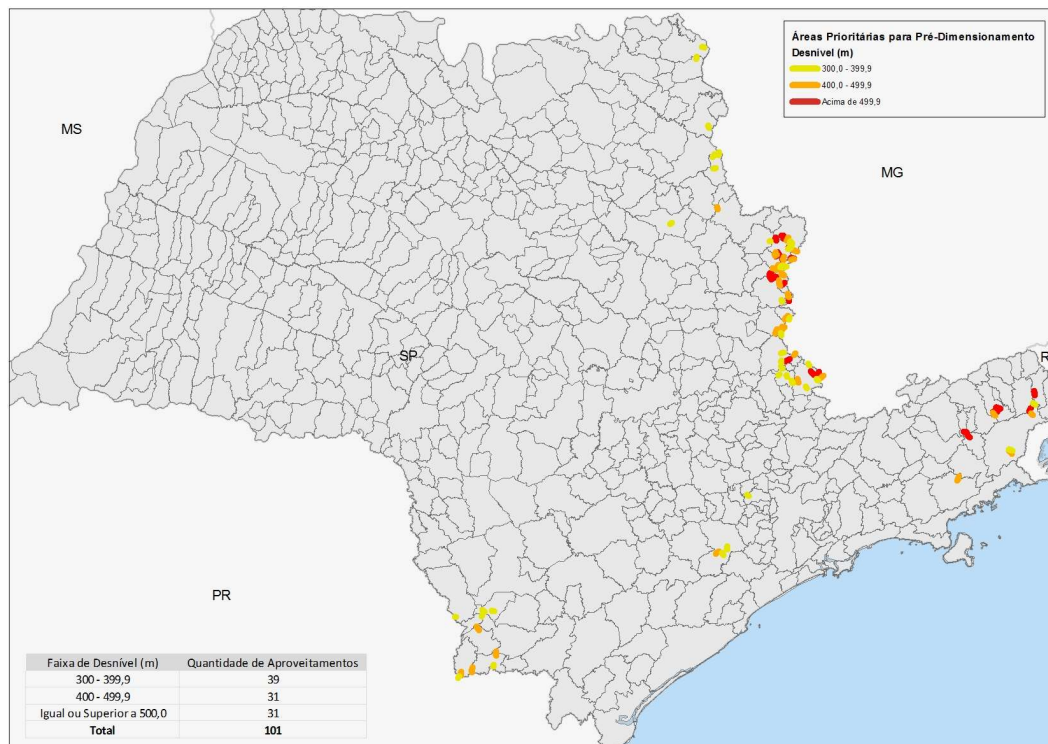 Áreas Prioritárias para Pré-Dimensionamento
Desnível (m)
300,0 - 399,9
400,0 - 499,9
Acima de 499,9
MS
MG
SP
R
PR
Faixa de Desnível (m) Quantidade de Aproveitamentos
300 - 399,9 39
400 - 499,9 31
Igual ou Superior a 500,0 31
Total 101